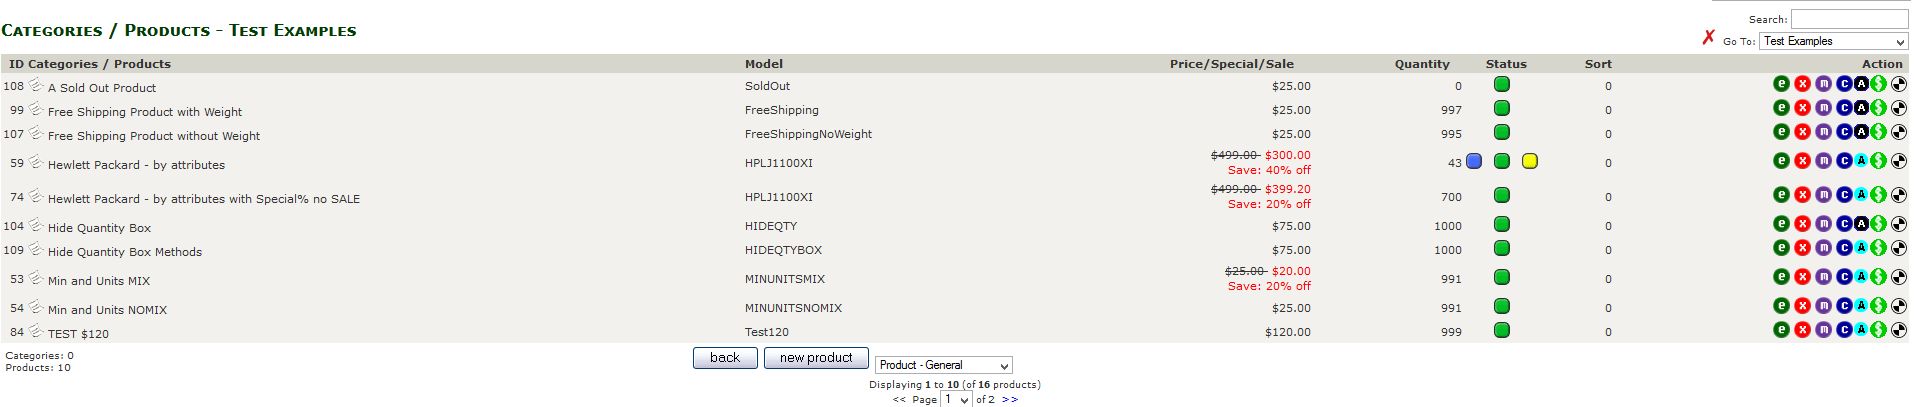 Search:
CATEGORIES / PRODUCTS - TEST EXAMPLES
Go To: Test Examples
ID Categories / Products Model Price/Special/Sale Quantity Status Sort Action
108 A Sold Out Product SoldOut $25.00 0 0 e x m c A $
99 Free Shipping Product with Weight FreeShipping $25.00 997 0 e x m c A $
107 Free Shipping Product without Weight FreeShippingNoWeight $25.00 995 0 e x m c A $
59 Hewlett Packard - by attributes HPLJ1100XI $499.00 $300.00 43 0 e x m c A $
Save: 40% off
74 Hewlett Packard - by attributes with Special% no SALE HPLJ1100XI $499.00 $399.20 700 0 e x m c A $
Save: 20% off
104 Hide Quantity Box HIDEQTY $75.00 1000 0 e x m c A $
109 Hide Quantity Box Methods HIDEQTYBOX $75.00 1000 0 e x m c A $
53 Min and Units MIX MINUNITSMIX $25.00 $20.00 991 0 e x m c A $
Save: 20% off
54 Min and Units NOMIX MINUNITSNOMIX $25.00 991 0 e x m c A $
84 TEST $120 Test120 $120.00 999 0 e x m c A $
Categories: 0
Products: 10
back new product Product - General
Displaying 1 to 10 (of 16 products)
<< Page 1 of 2 >>